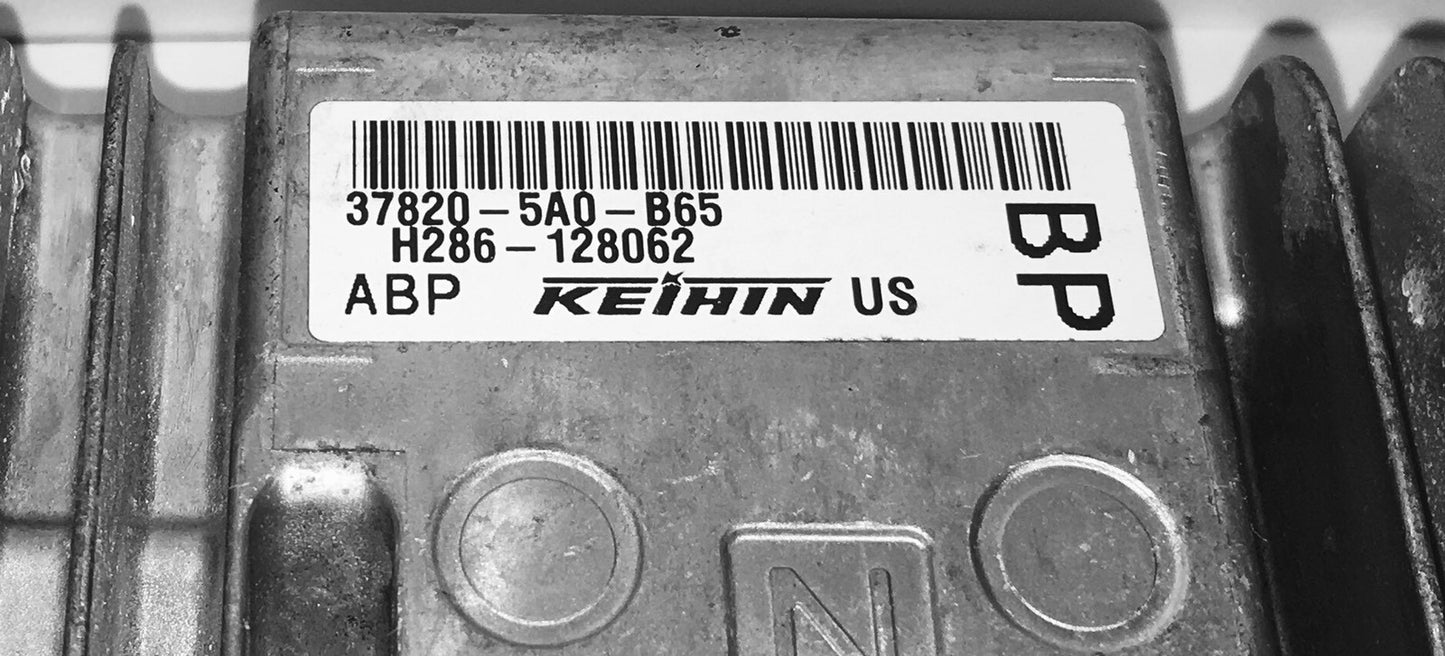 37820-5A0-B65
H286-128062
ABP KEIHIN US
BP
N